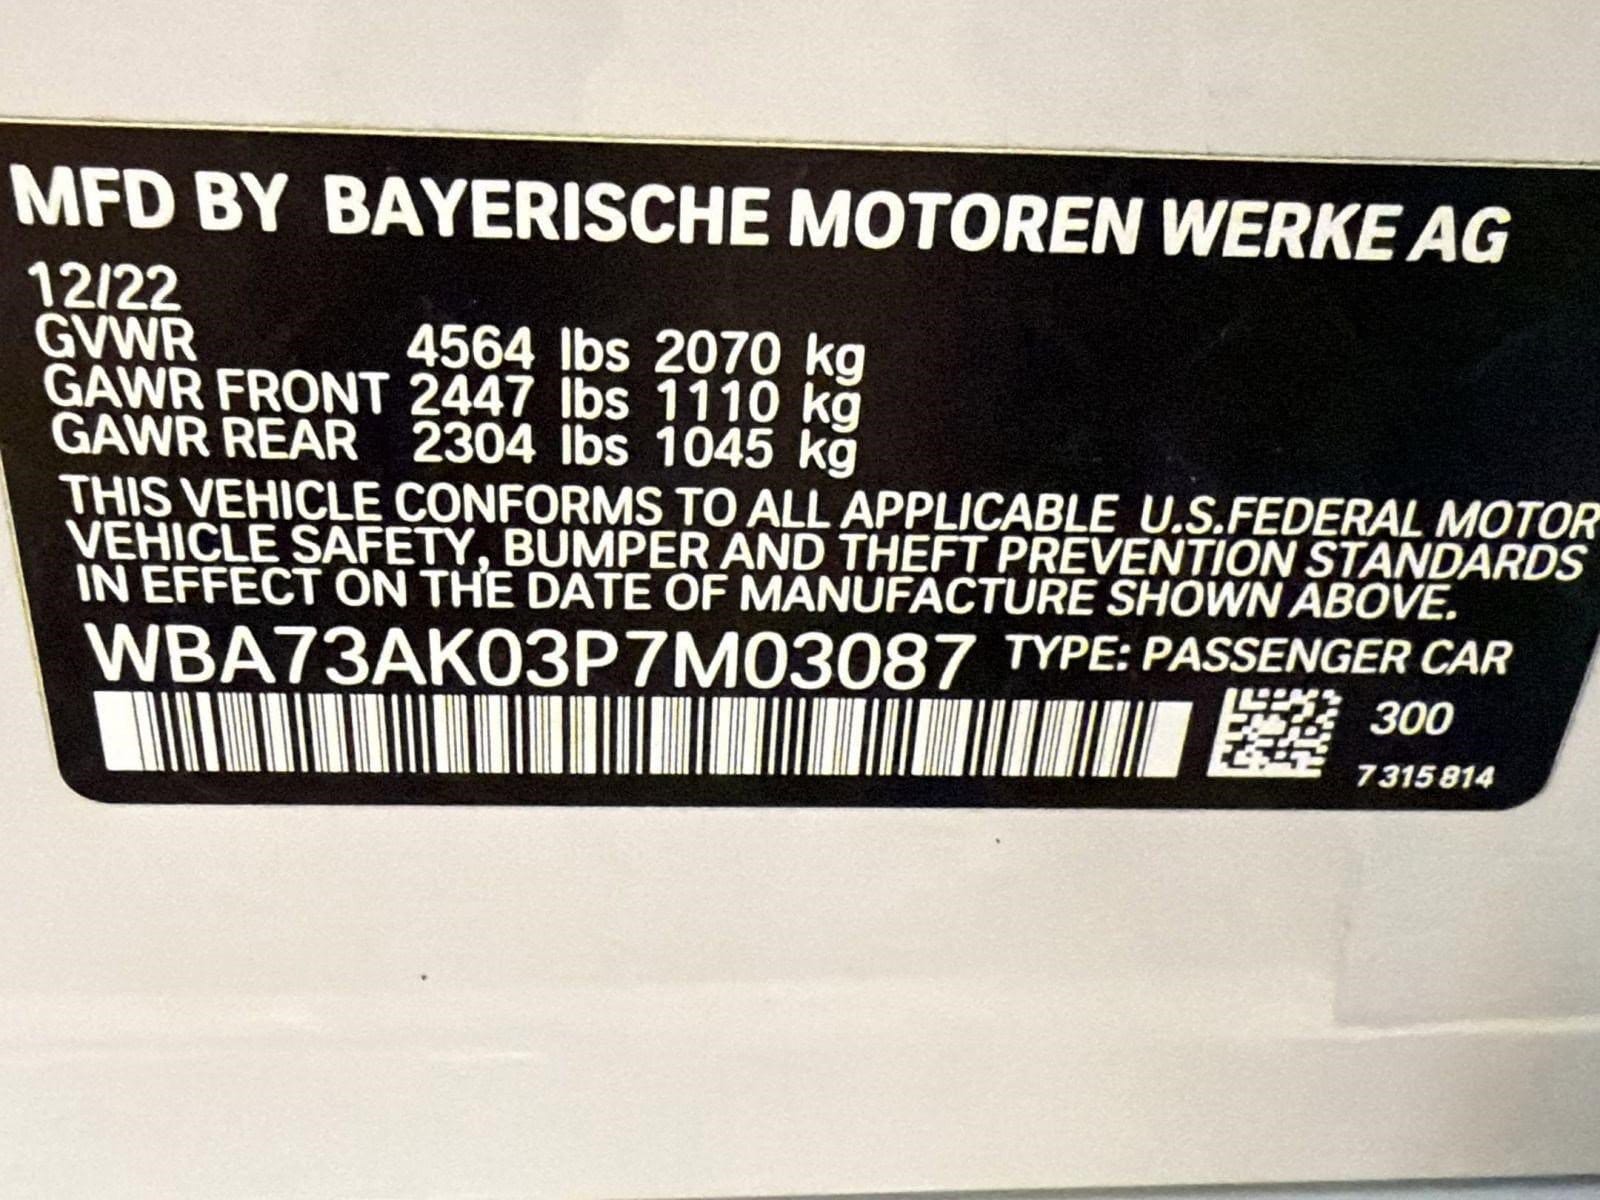 MFD BY BAYERISCHE MOTOREN WERKE AG
12/22
GVWR 4564 lbs 2070 kg
GAWR FRONT 2447 lbs 1110 kg
GAWR REAR 2304 lbs 1045 kg
THIS VEHICLE CONFORMS TO ALL APPLICABLE U.S.FEDERAL MOTOR
VEHICLE SAFETY, BUMPER AND THEFT PREVENTION STANDARDS
IN EFFECT ON THE DATE OF MANUFACTURE SHOWN ABOVE.
WBA73AK03P7M03087 TYPE: PASSENGER CAR
300
7 315 814